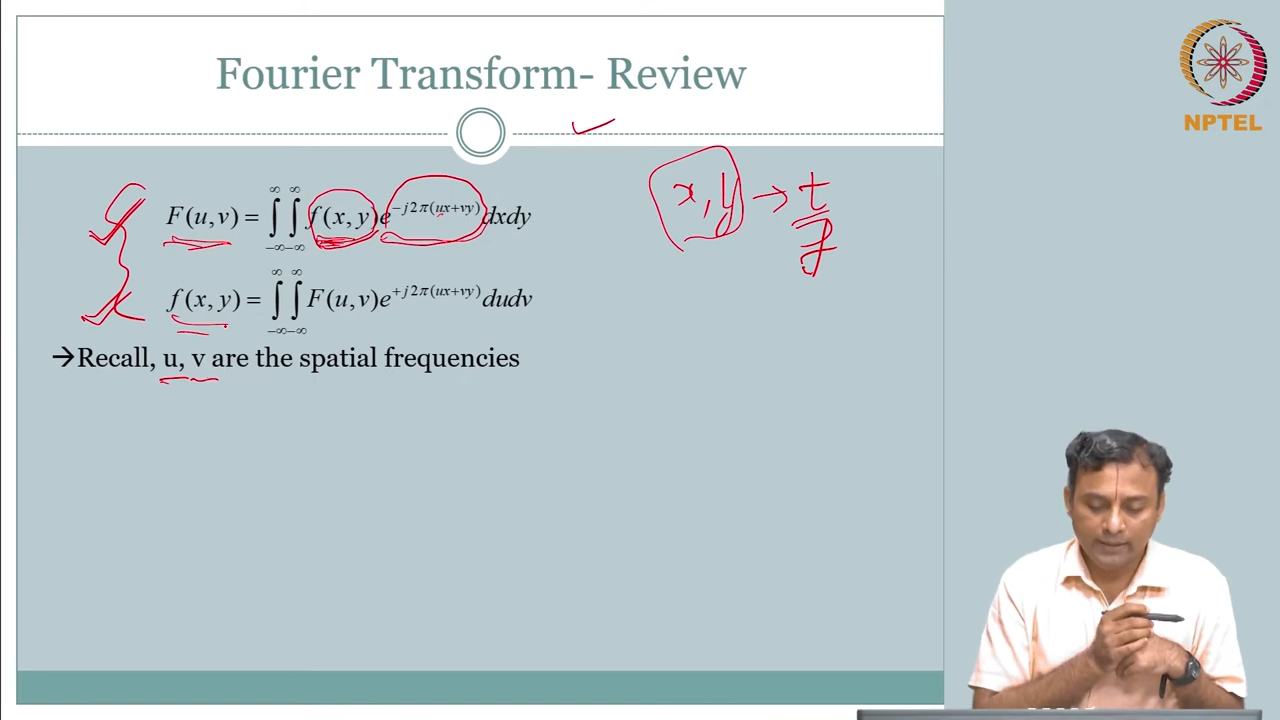 Fourier Transform- Review
NPTEL
F(u,v) = ∫_{-∞}^{∞} ∫_{-∞}^{∞} f(x,y)e^{-j2π(ux+vy)}dxdy
x,y → t
f
f(x,y) = ∫_{-∞}^{∞} ∫_{-∞}^{∞} F(u,v)e^{+j2π(ux+vy)}dudv
→Recall, u, v are the spatial frequencies